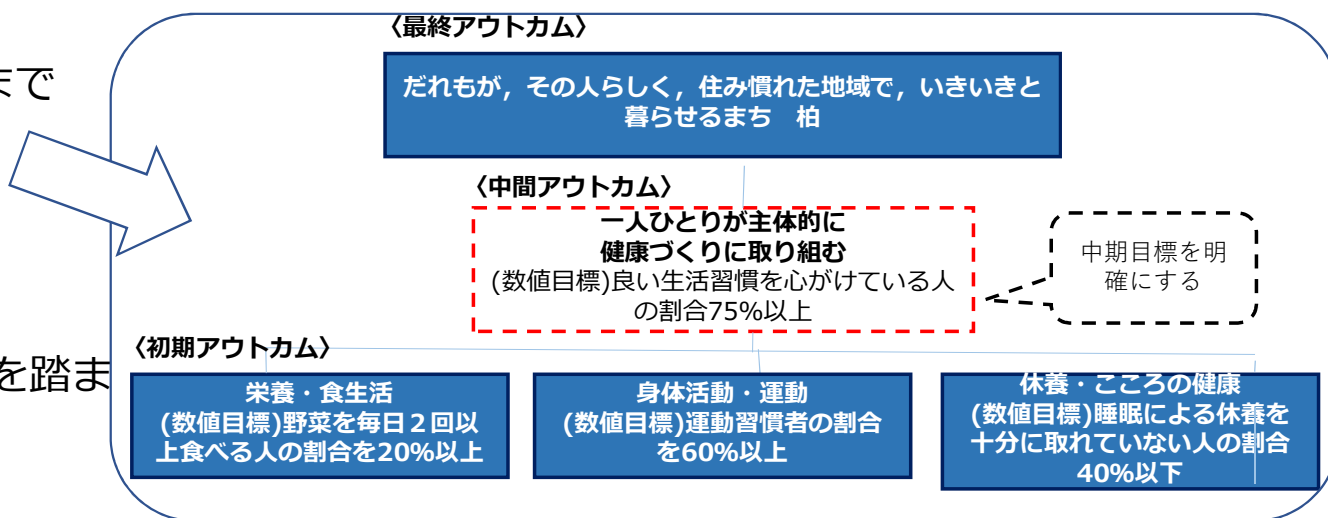 〈最終アウトカム〉
まで
だれもが，その人らしく，住み慣れた地域で，いきいきと
暮らせるまち　柏
〈中間アウトカム〉
一人ひとりが主体的に
健康づくりに取り組む
(数値目標)良い生活習慣を心がけている人
の割合75%以上
中期目標を明
確にする
〈初期アウトカム〉
を踏ま
栄養・食生活
(数値目標)野菜を毎日２回以
上食べる人の割合を20%以上
身体活動・運動
(数値目標)運動習慣者の割合
を60%以上
休養・こころの健康
(数値目標)睡眠による休養を
十分に取れていない人の割合
40%以下